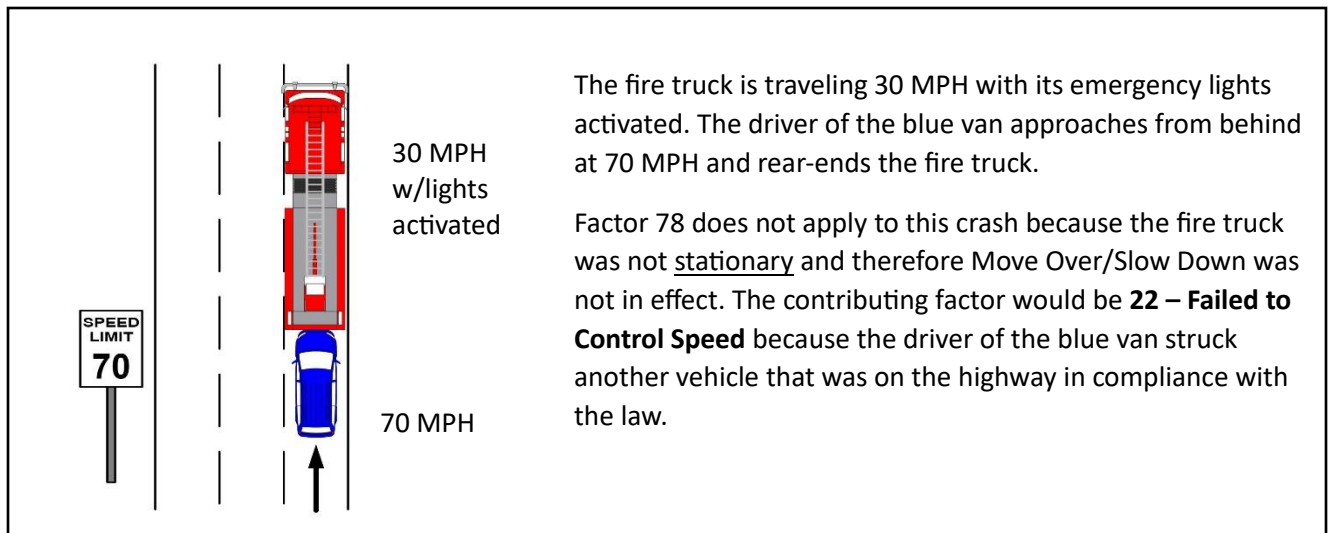 The fire truck is traveling 30 MPH with its emergency lights
activated. The driver of the blue van approaches from behind
at 70 MPH and rear-ends the fire truck.
Factor 78 does not apply to this crash because the fire truck
was not stationary and therefore Move Over/Slow Down was
not in effect. The contributing factor would be 22 – Failed to
Control Speed because the driver of the blue van struck
another vehicle that was on the highway in compliance with
the law.
30 MPH
w/lights
activated
SPEED
LIMIT
70
70 MPH